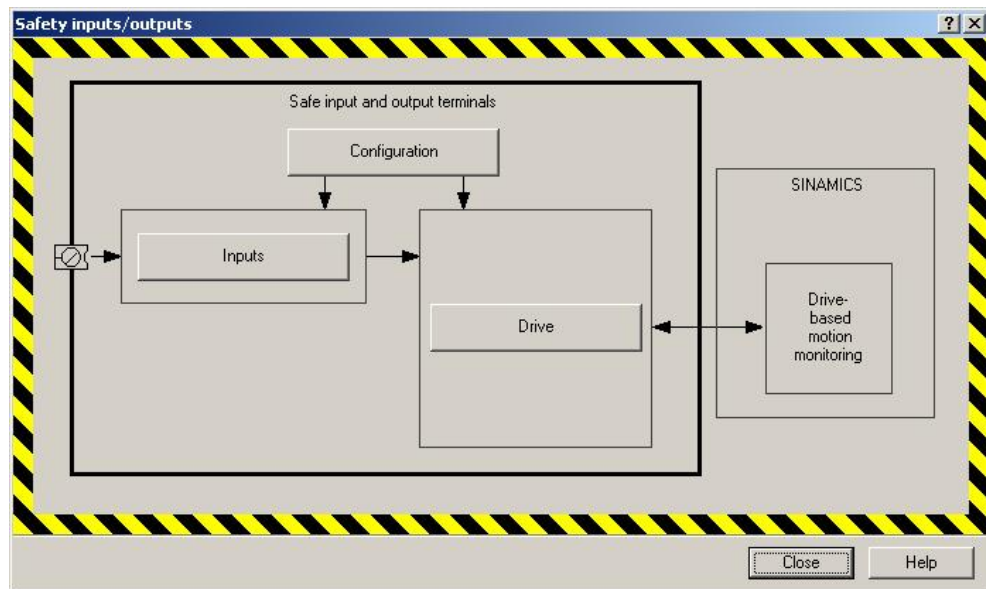 Safety inputs/outputs
Safe input and output terminals
Configuration
SINAMICS
Inputs
Drive
Drive-
based
motion
monitoring
Close
Help